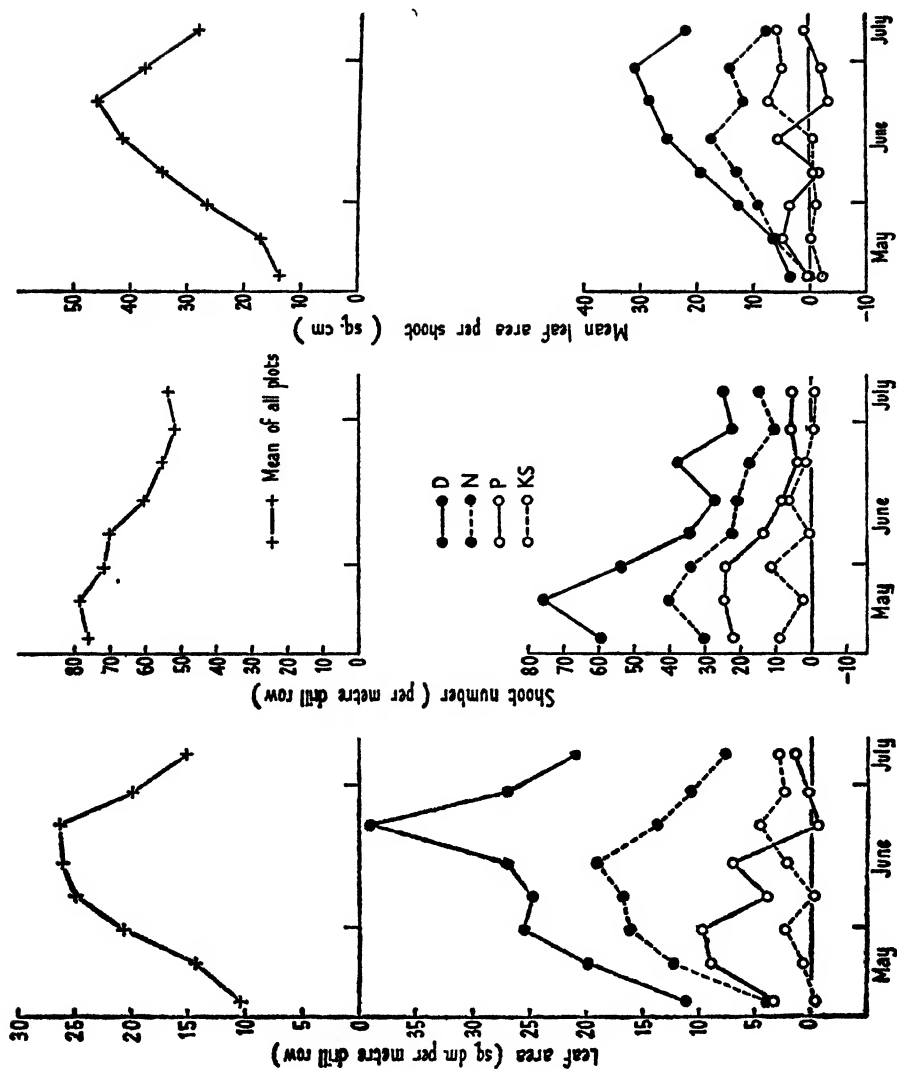 Leaf area (sq. dm. per metre drill row)
30
25
20
15
10
5
0
40
35
30
25
20
15
10
5
0
May
June
July
Shoot number (per metre drill row)
80
70
60
50
40
30
20
10
0
Mean of all plots
D
N
P
KS
80
70
60
50
40
30
20
10
0
-10
May
June
July
Mean leaf area per shoot (sq. cm)
50
40
30
20
10
0
40
30
20
10
0
-10
May
June
July